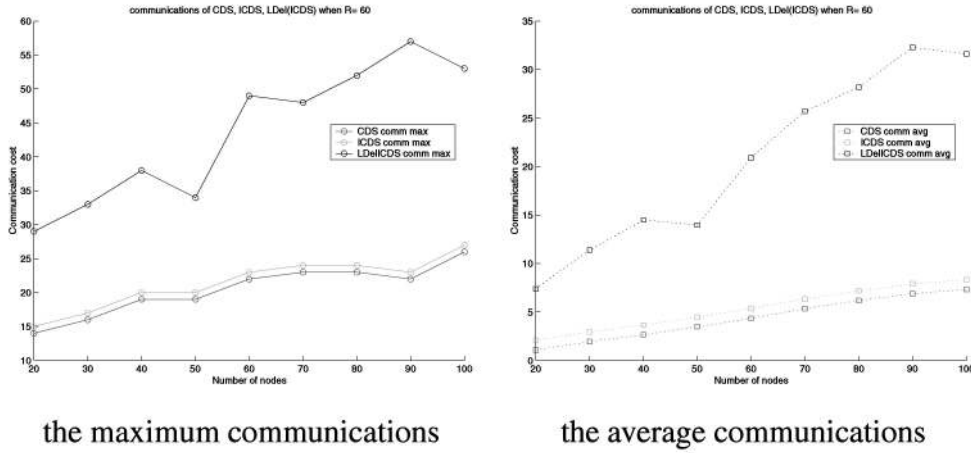 communications of CDS, ICDS, LDel(ICDS) when R= 60
60
55
50
45
40
35
30
25
20
15
10
Communication cost
CDS comm max
ICDS comm max
LDelICDS comm max
20 30 40 50 60 70 80 90 100
Number of nodes
the maximum communications
communications of CDS, ICDS, LDel(ICDS) when R= 60
35
30
25
20
15
10
5
0
Communication cost
CDS comm avg
ICDS comm avg
LDelICDS comm avg
20 30 40 50 60 70 80 90 100
Number of nodes
the average communications